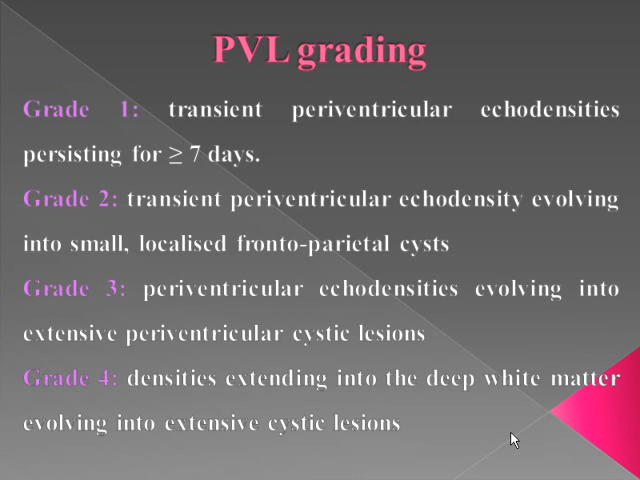 PVL grading
Grade 1: transient periventricular echodensities
persisting for ≥ 7 days.
Grade 2: transient periventricular echodensity evolving
into small, localised fronto-parietal cysts
Grade 3: periventricular echodensities evolving into
extensive periventricular cystic lesions
Grade 4: densities extending into the deep white matter
evolving into extensive cystic lesions